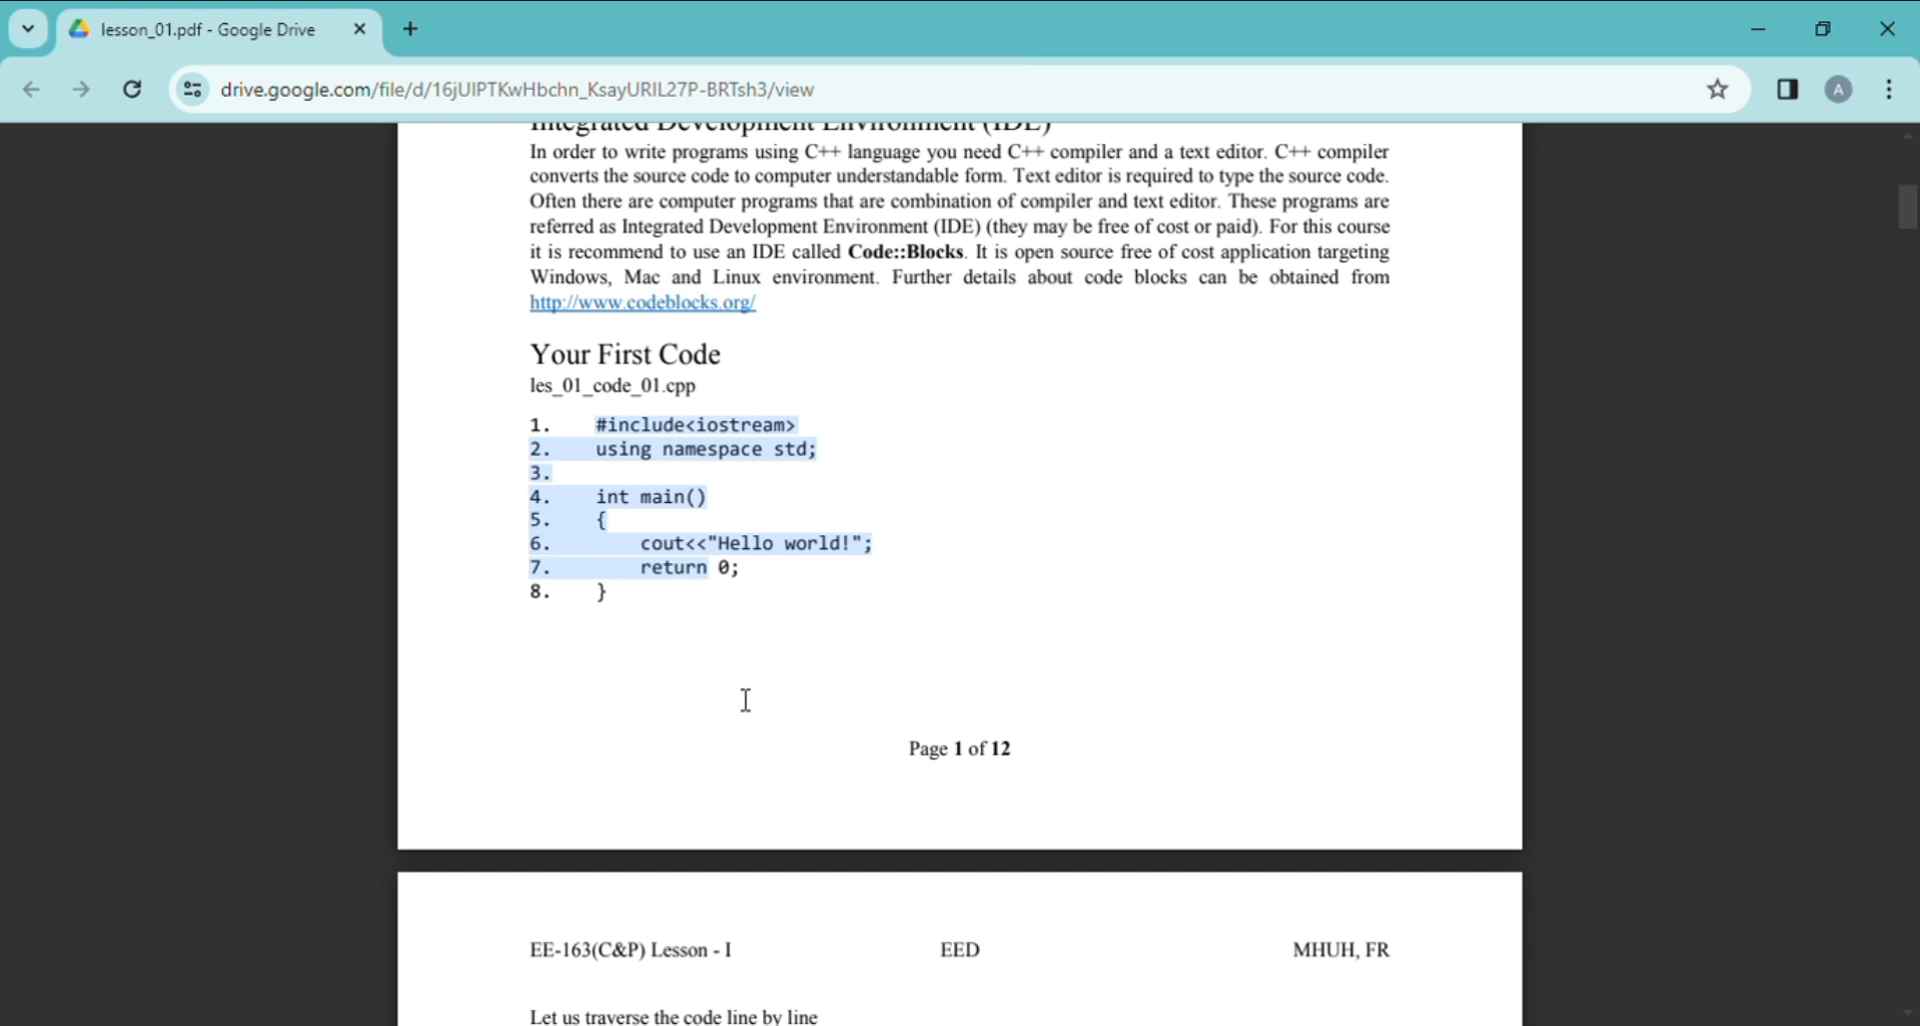 lesson_01.pdf - Google Drive
drive.google.com/file/d/16jUIPTKwHbchn_KsayURIL27P-BRTsh3/view
A
Integrated Development Environment (IDE)
In order to write programs using C++ language you need C++ compiler and a text editor. C++ compiler
converts the source code to computer understandable form. Text editor is required to type the source code.
Often there are computer programs that are combination of compiler and text editor. These programs are
referred as Integrated Development Environment (IDE) (they may be free of cost or paid). For this course
it is recommend to use an IDE called Code::Blocks. It is open source free of cost application targeting
Windows, Mac and Linux environment. Further details about code blocks can be obtained from
http://www.codeblocks.org/
Your First Code
les_01_code_01.cpp
1. #include<iostream>
2. using namespace std;
3.
4. int main()
5. {
6. cout<<"Hello world!";
7. return 0;
8. }
Page 1 of 12
EE-163(C&P) Lesson - I EED MHUH, FR
Let us traverse the code line by line